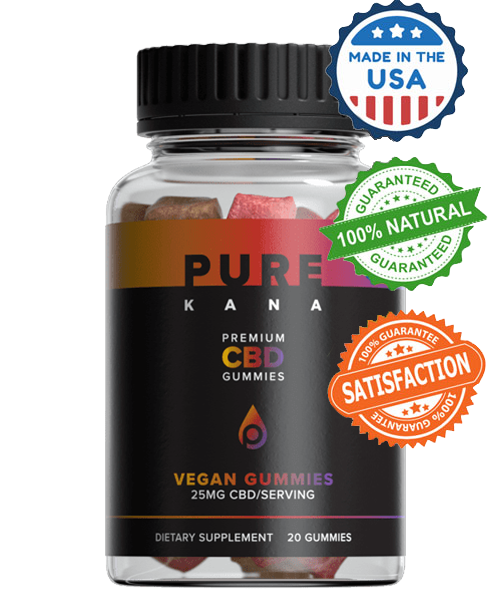 MADE IN THE
USA
GUARANTEED
100% NATURAL
GUARANTEED
PURE
KANA
PREMIUM
CBD
GUMMIES
100% GUARANTEE
SATISFACTION
100% GUARANTEE
VEGAN GUMMIES
25MG CBD/SERVING
DIETARY SUPPLEMENT 20 GUMMIES